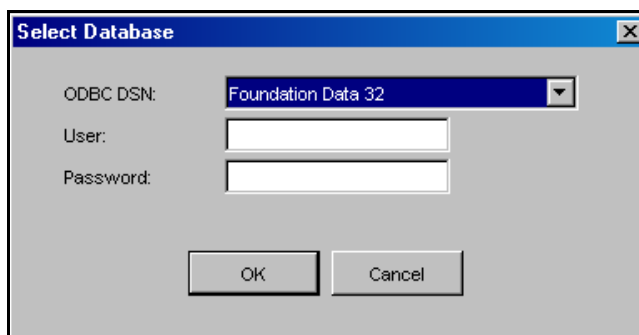 Select Database
ODBC DSN: Foundation Data 32
User:
Password:
OK Cancel